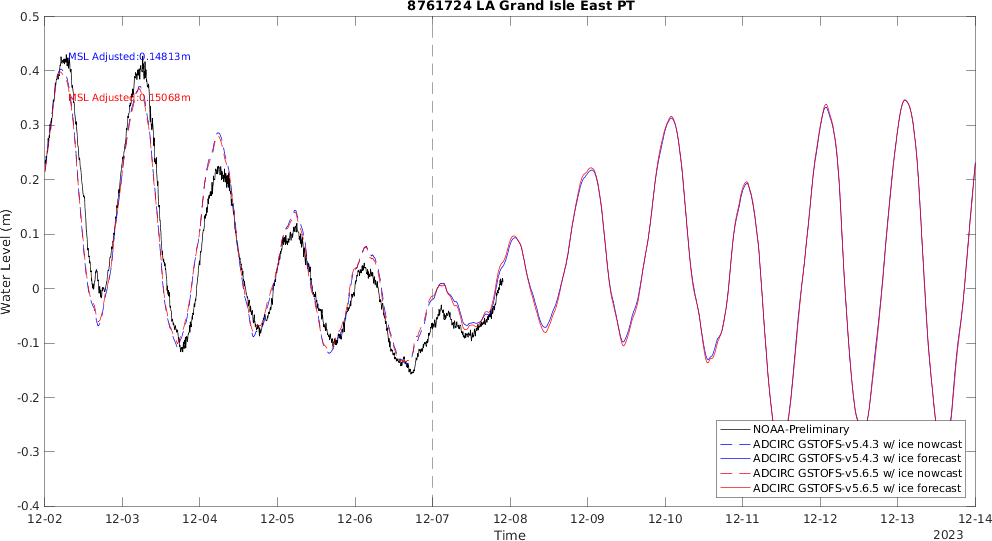 8761724 LA Grand Isle East PT
0.5
0.4
0.3
0.2
0.1
0
-0.1
-0.2
-0.3
-0.4
Water Level (m)
MSL Adjusted:0.14813m
MSL Adjusted:0.15068m
NOAA-Preliminary
ADCIRC GSTOFS-v5.4.3 w/ ice nowcast
ADCIRC GSTOFS-v5.4.3 w/ ice forecast
ADCIRC GSTOFS-v5.6.5 w/ ice nowcast
ADCIRC GSTOFS-v5.6.5 w/ ice forecast
12-02 12-03 12-04 12-05 12-06 12-07 12-08 12-09 12-10 12-11 12-12 12-13 12-14
Time
2023